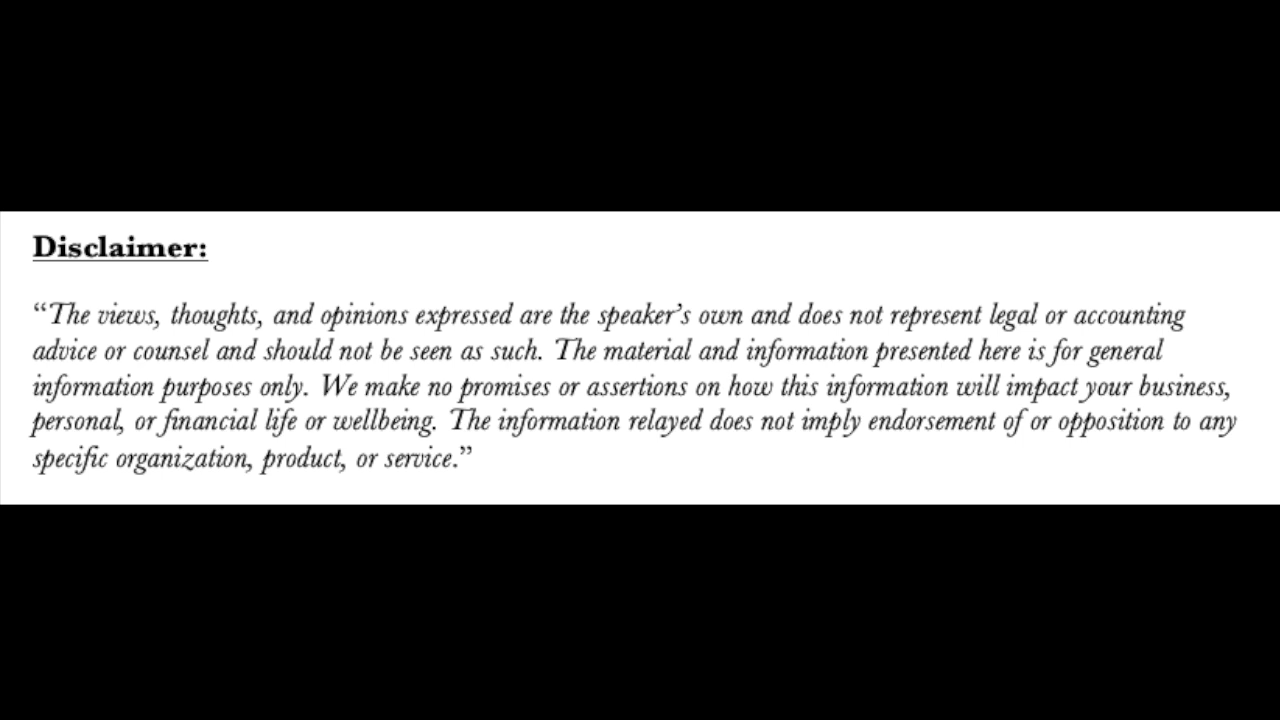 Disclaimer:
“The views, thoughts, and opinions expressed are the speaker’s own and does not represent legal or accounting
advice or counsel and should not be seen as such. The material and information presented here is for general
information purposes only. We make no promises or assertions on how this information will impact your business,
personal, or financial life or wellbeing. The information relayed does not imply endorsement of or opposition to any
specific organization, product, or service.”